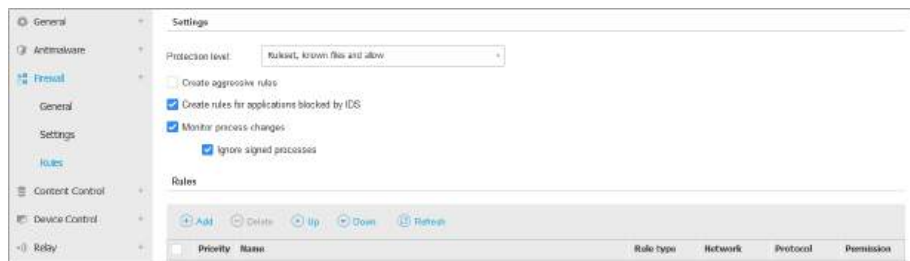 General
Antimalware
Firewall
General
Settings
Rules
Content Control
Device Control
Relay
Settings
Protection level: Ruleset, known files and allow
Create aggressive rules
Create rules for applications blocked by IDS
Monitor process changes
Ignore signed processes
Rules
Add Delete Up Down Refresh
Priority Name Rule type Network Protocol Permission